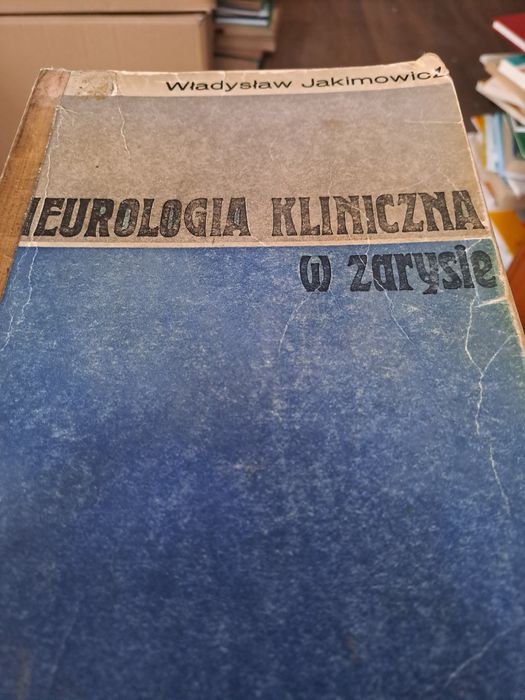 Władysław Jakimowicz
NEUROLOGIA KLINICZNA
w zarysie